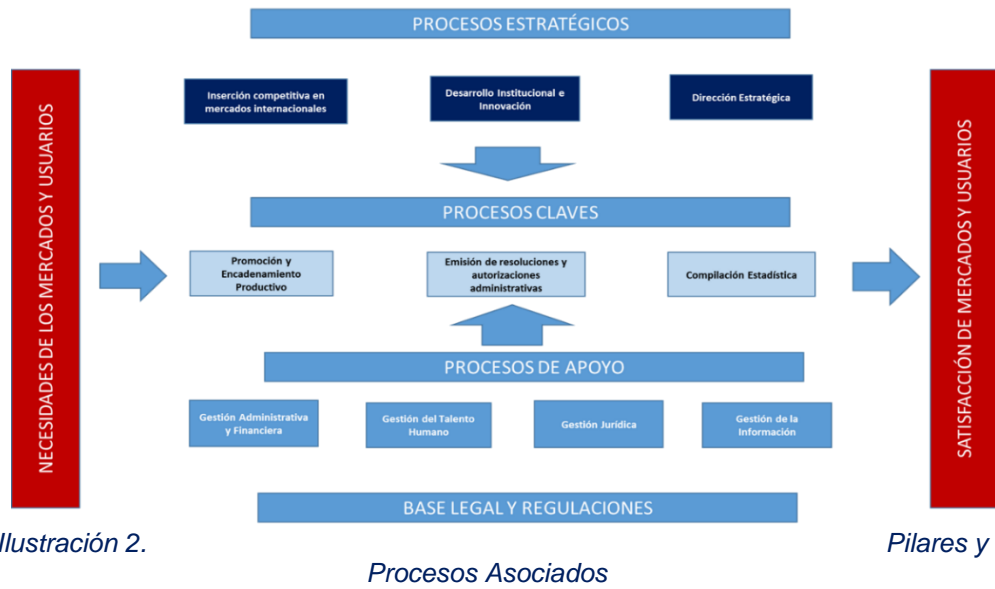 PROCESOS ESTRATÉGICOS
NECESIDADES DE LOS MERCADOS Y USUARIOS
Inserción competitiva en
mercados internacionales
Desarrollo Institucional e
Innovación
Dirección Estratégica
PROCESOS CLAVES
Promoción y
Encadenamiento
Productivo
Emisión de resoluciones y
autorizaciones
administrativas
Compilación Estadística
PROCESOS DE APOYO
Gestión Administrativa
y Financiera
Gestión del Talento
Humano
Gestión Jurídica
Gestión de la
Información
BASE LEGAL Y REGULACIONES
SATISFACCIÓN DE MERCADOS Y USUARIOS
Ilustración 2. Pilares y
Procesos Asociados